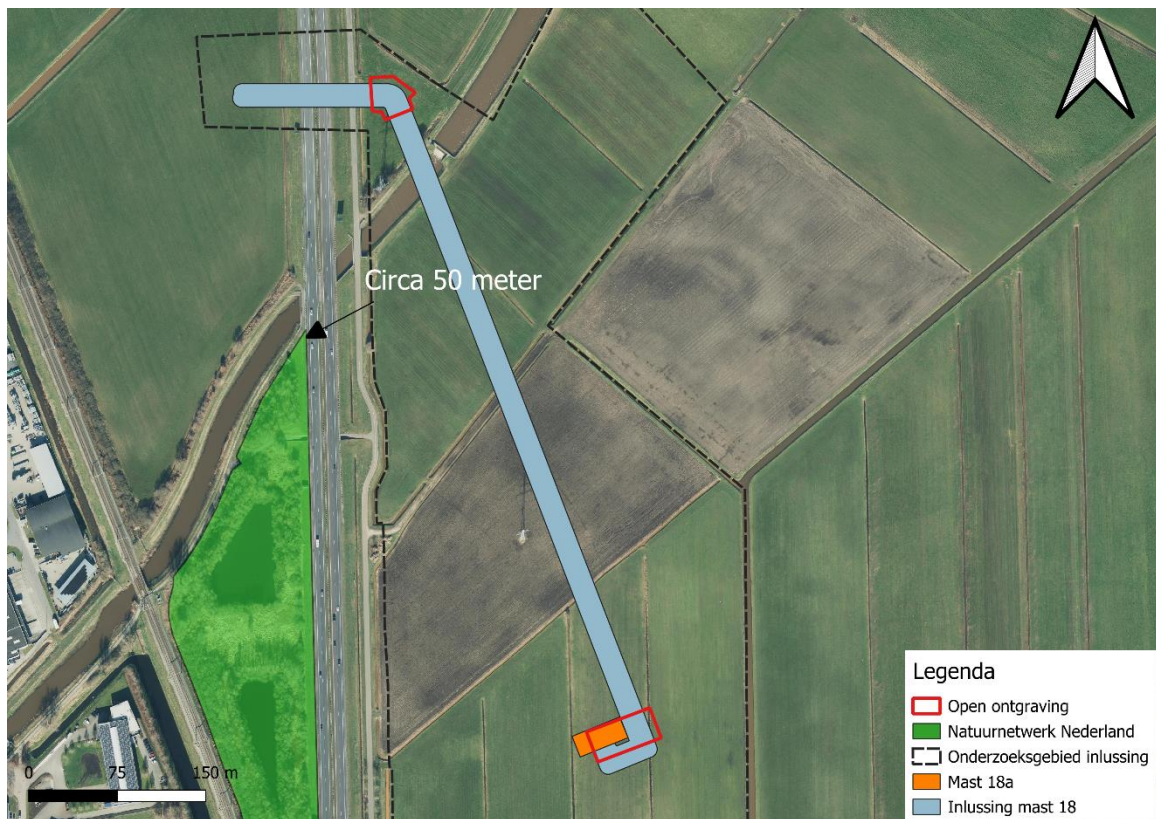 Circa 50 meter
Legenda
Open ontgraving
Natuurnetwerk Nederland
Onderzoeksgebied inlussing
Mast 18a
Inlussing mast 18
0 75 150 m